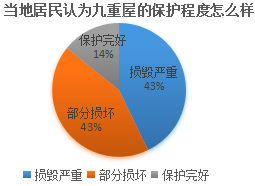 当地居民认为九重屋的保护程度怎么样
保护完好
14%
损毁严重
43%
部分损坏
43%
损毁严重 部分损坏 保护完好